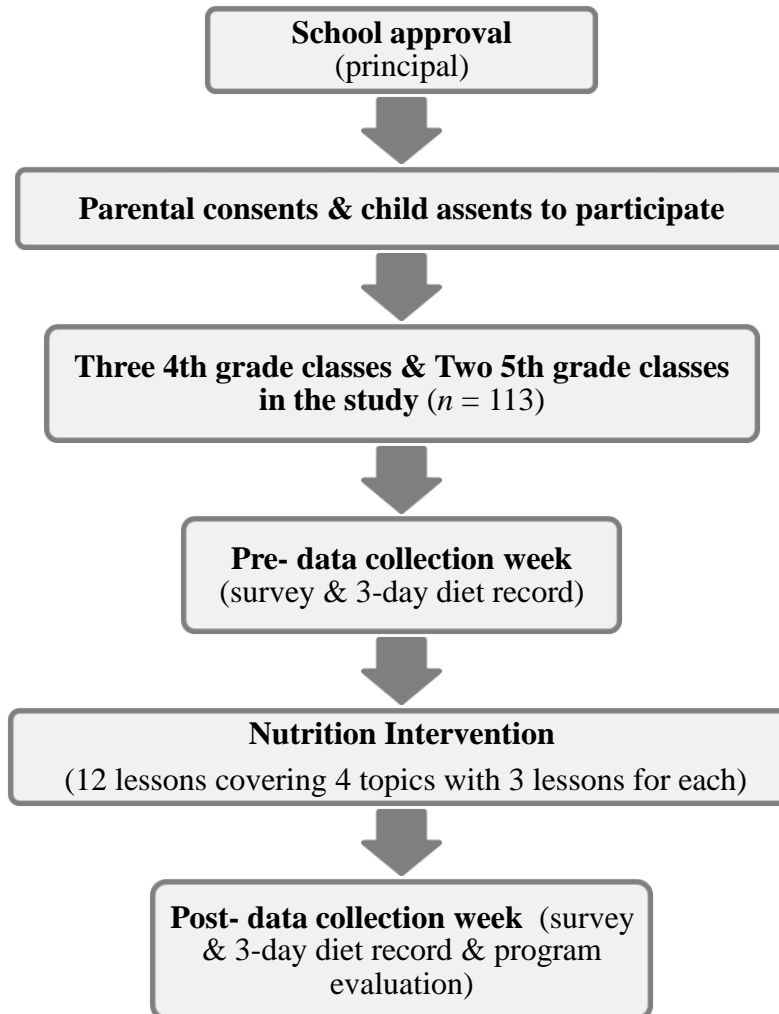 School approval
(principal)
Parental consents & child assents to participate
Three 4th grade classes & Two 5th grade classes
in the study (n = 113)
Pre- data collection week
(survey & 3-day diet record)
Nutrition Intervention
(12 lessons covering 4 topics with 3 lessons for each)
Post- data collection week (survey
& 3-day diet record & program
evaluation)